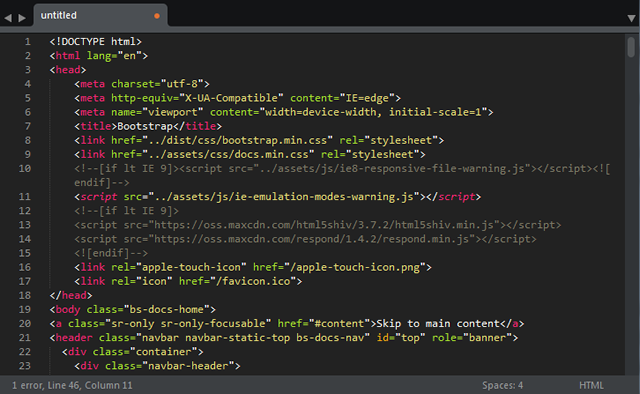 untitled
1 <!DOCTYPE html>
2 <html lang="en">
3 <head>
4     <meta charset="utf-8">
5     <meta http-equiv="X-UA-Compatible" content="IE=edge">
6     <meta name="viewport" content="width=device-width, initial-scale=1">
7     <title>Bootstrap</title>
8     <link href="../dist/css/bootstrap.min.css" rel="stylesheet">
9     <link href="../assets/css/docs.min.css" rel="stylesheet">
10     <!--[if lt IE 9]><script src="../assets/js/ie8-responsive-file-warning.js"></script><![
    endif]-->
11     <script src="../assets/js/ie-emulation-modes-warning.js"></script>
12     <!--[if lt IE 9]>
13     <script src="https://oss.maxcdn.com/html5shiv/3.7.2/html5shiv.min.js"></script>
14     <script src="https://oss.maxcdn.com/respond/1.4.2/respond.min.js"></script>
15     <![endif]-->
16     <link rel="apple-touch-icon" href="/apple-touch-icon.png">
17     <link rel="icon" href="/favicon.ico">
18 </head>
19 <body class="bs-docs-home">
20 <a class="sr-only sr-only-focusable" href="#content">Skip to main content</a>
21 <header class="navbar navbar-static-top bs-docs-nav" id="top" role="banner">
22   <div class="container">
23     <div class="navbar-header">
1 error, Line 46, Column 11 Spaces: 4 HTML